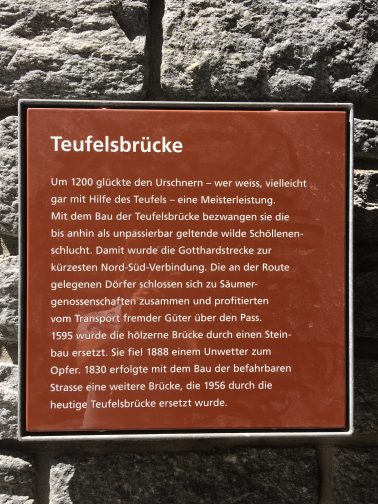 Teufelsbrücke
Um 1200 glückte den Urschnern – wer weiss, vielleicht
gar mit Hilfe des Teufels – eine Meisterleistung.
Mit dem Bau der Teufelsbrücke bezwangen sie die
bis anhin als unpassierbar geltende wilde Schöllenen-
schlucht. Damit wurde die Gotthardstrecke zur
kürzesten Nord-Süd-Verbindung. Die an der Route
gelegenen Dörfer schlossen sich zu Säumer-
genossenschaften zusammen und profitierten
vom Transport fremder Güter über den Pass.
1595 wurde die hölzerne Brücke durch einen Stein-
bau ersetzt. Sie fiel 1888 einem Unwetter zum
Opfer. 1830 erfolgte mit dem Bau der befahrbaren
Strasse eine weitere Brücke, die 1956 durch die
heutige Teufelsbrücke ersetzt wurde.